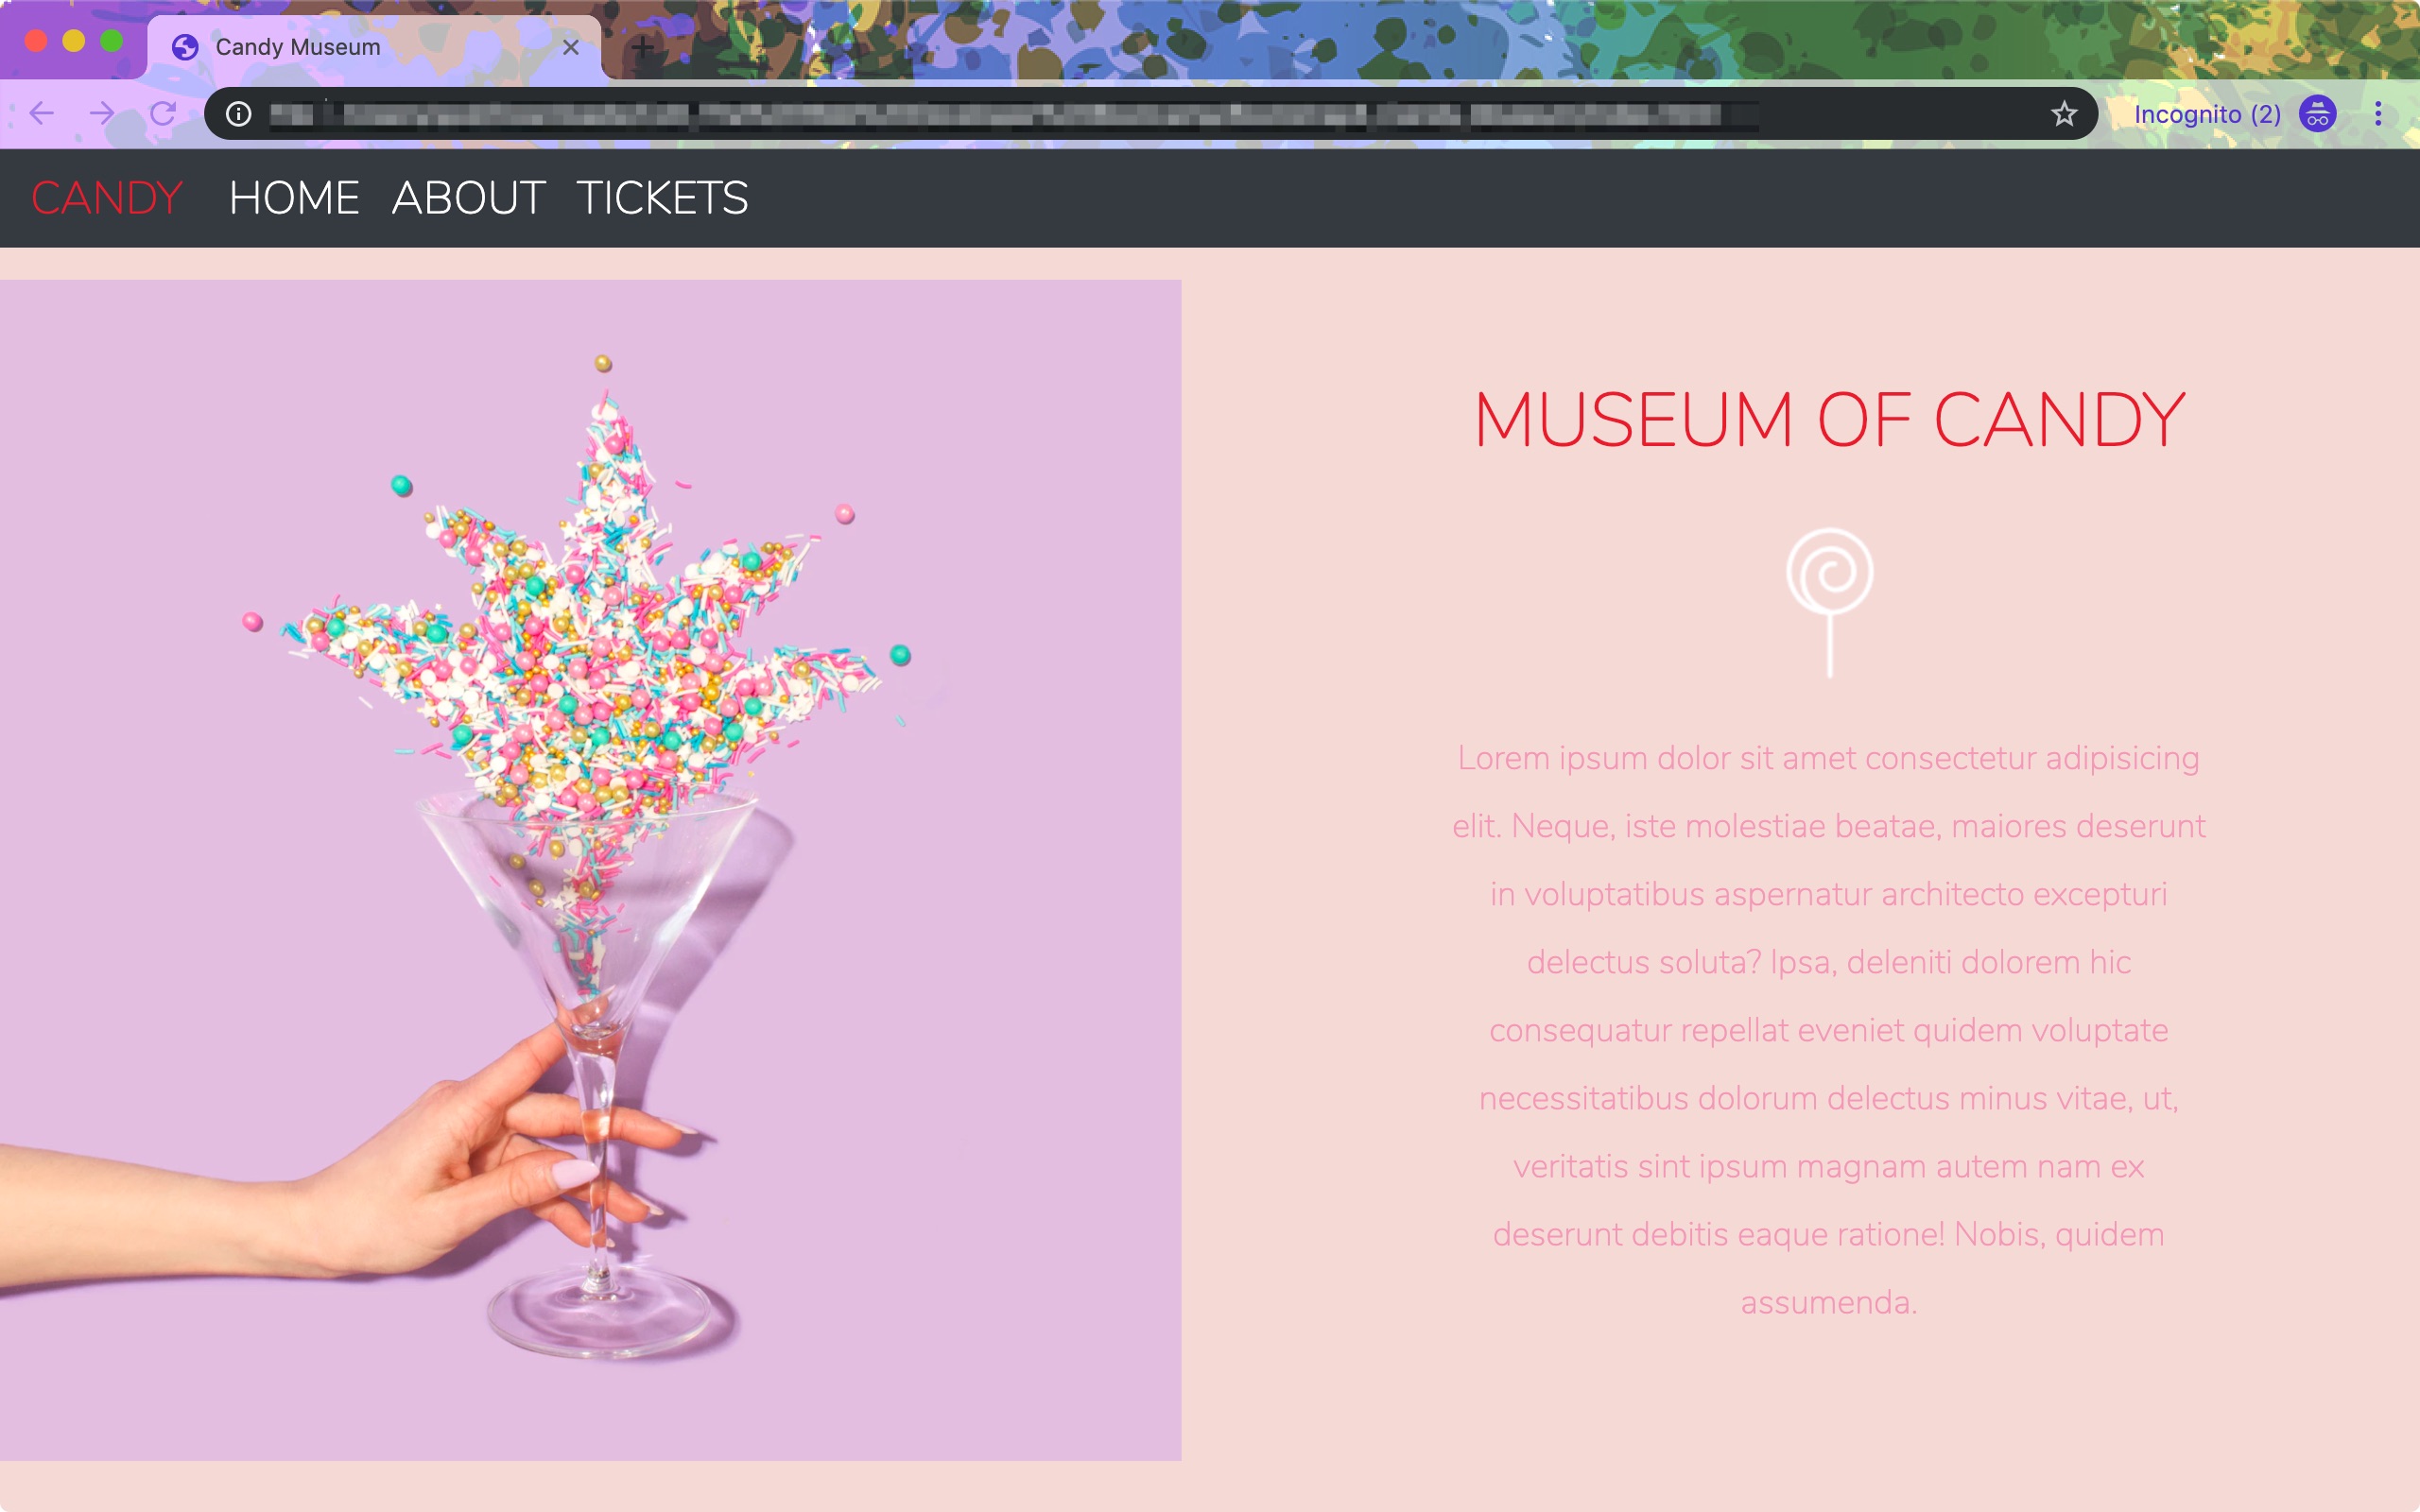 Candy Museum
Incognito (2)
CANDY HOME ABOUT TICKETS
MUSEUM OF CANDY
Lorem ipsum dolor sit amet consectetur adipisicing
elit. Neque, iste molestiae beatae, maiores deserunt
in voluptatibus aspernatur architecto excepturi
delectus soluta? Ipsa, deleniti dolorem hic
consequatur repellat eveniet quidem voluptate
necessitatibus dolorum delectus minus vitae, ut,
veritatis sint ipsum magnam autem nam ex
deserunt debitis eaque ratione! Nobis, quidem
assumenda.